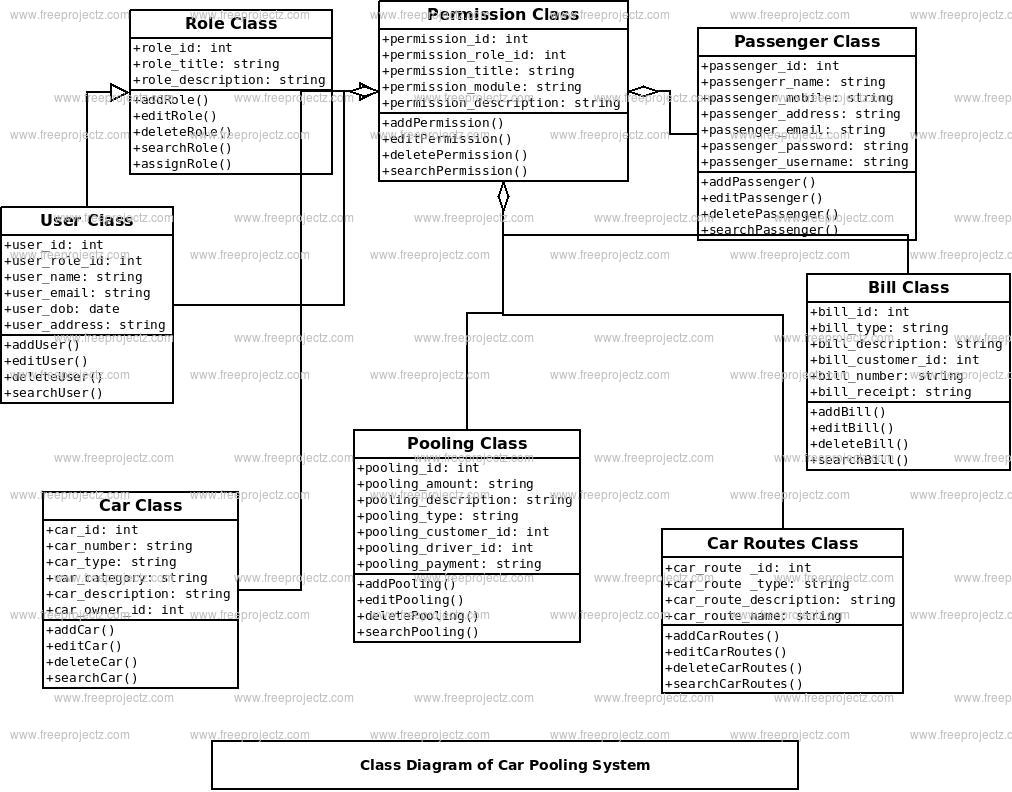 Role Class
+role_id: int
+role_title: string
+role_description: string
+addRole()
+editRole()
+deleteRole()
+searchRole()
+assignRole()
Permission Class
+permission_id: int
+permission_role_id: int
+permission_title: string
+permission_module: string
+permission_description: string
+addPermission()
+editPermission()
+deletePermission()
+searchPermission()
Passenger Class
+passenger_id: int
+passengerr_name: string
+passenger_mobile: string
+passenger_address: string
+passenger_email: string
+passenger_password: string
+passenger_username: string
+addPassenger()
+editPassenger()
+deletePassenger()
+searchPassenger()
User Class
+user_id: int
+user_role_id: int
+user_name: string
+user_email: string
+user_dob: date
+user_address: string
+addUser()
+editUser()
+deleteUser()
+searchUser()
Bill Class
+bill_id: int
+bill_type: string
+bill_description: string
+bill_customer_id: int
+bill_number: string
+bill_receipt: string
+addBill()
+editBill()
+deleteBill()
+searchBill()
Pooling Class
+pooling_id: int
+pooling_amount: string
+pooling_description: string
+pooling_type: string
+pooling_customer_id: int
+pooling_driver_id: int
+pooling_payment: string
+addPooling()
+editPooling()
+deletePooling()
+searchPooling()
Car Class
+car_id: int
+car_number: string
+car_type: string
+car_category: string
+car_description: string
+car_owner_id: int
+addCar()
+editCar()
+deleteCar()
+searchCar()
Car Routes Class
+car_route _id: int
+car_route _type: string
+car_route_description: string
+car_route_name: string
+addCarRoutes()
+editCarRoutes()
+deleteCarRoutes()
+searchCarRoutes()
Class Diagram of Car Pooling System
www.freeprojectz.com